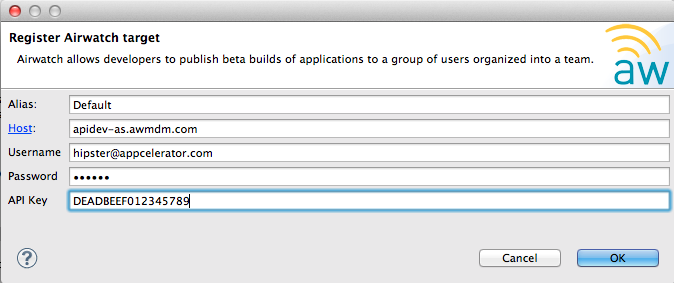 Register Airwatch target
Airwatch allows developers to publish beta builds of applications to a group of users organized into a team.
aw
Alias: Default
Host: apidev-as.awmdm.com
Username hipster@appcelerator.com
Password ••••••
API Key DEADBEEF012345789
? Cancel OK